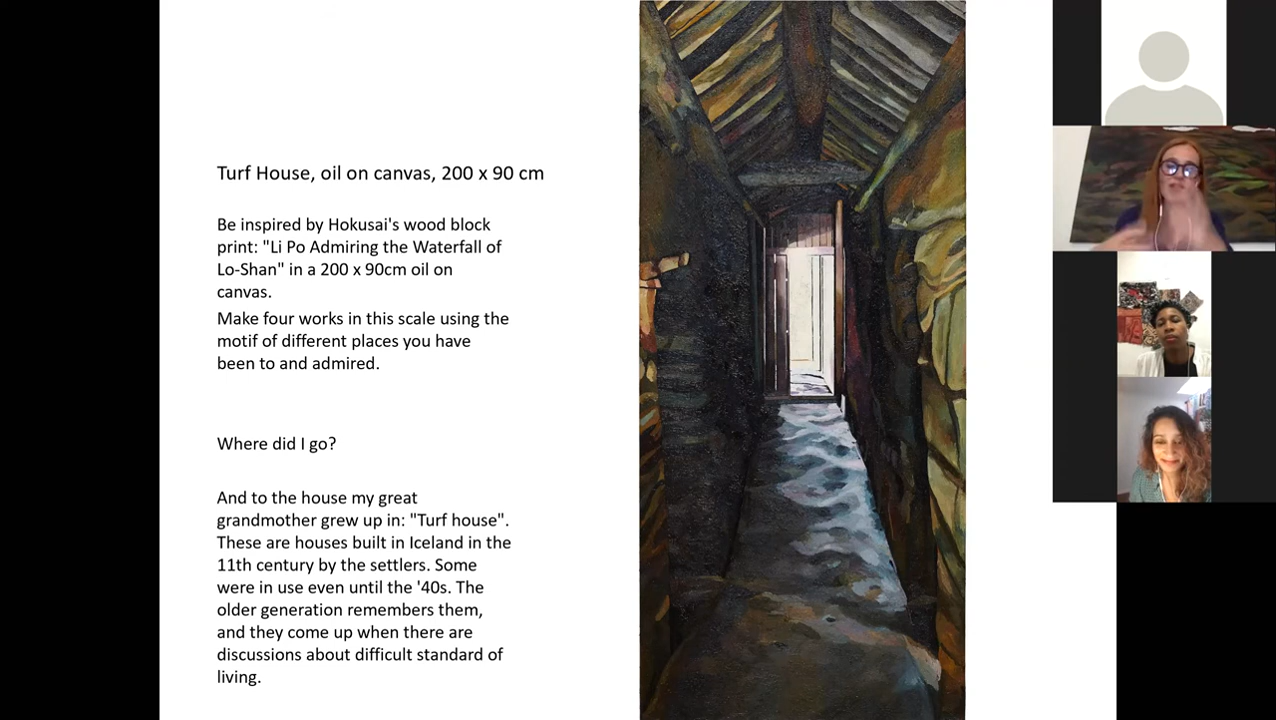 Turf House, oil on canvas, 200 x 90 cm
Be inspired by Hokusai's wood block
print: "Li Po Admiring the Waterfall of
Lo-Shan" in a 200 x 90cm oil on
canvas.
Make four works in this scale using the
motif of different places you have
been to and admired.
Where did I go?
And to the house my great
grandmother grew up in: "Turf house".
These are houses built in Iceland in the
11th century by the settlers. Some
were in use even until the '40s. The
older generation remembers them,
and they come up when there are
discussions about difficult standard of
living.